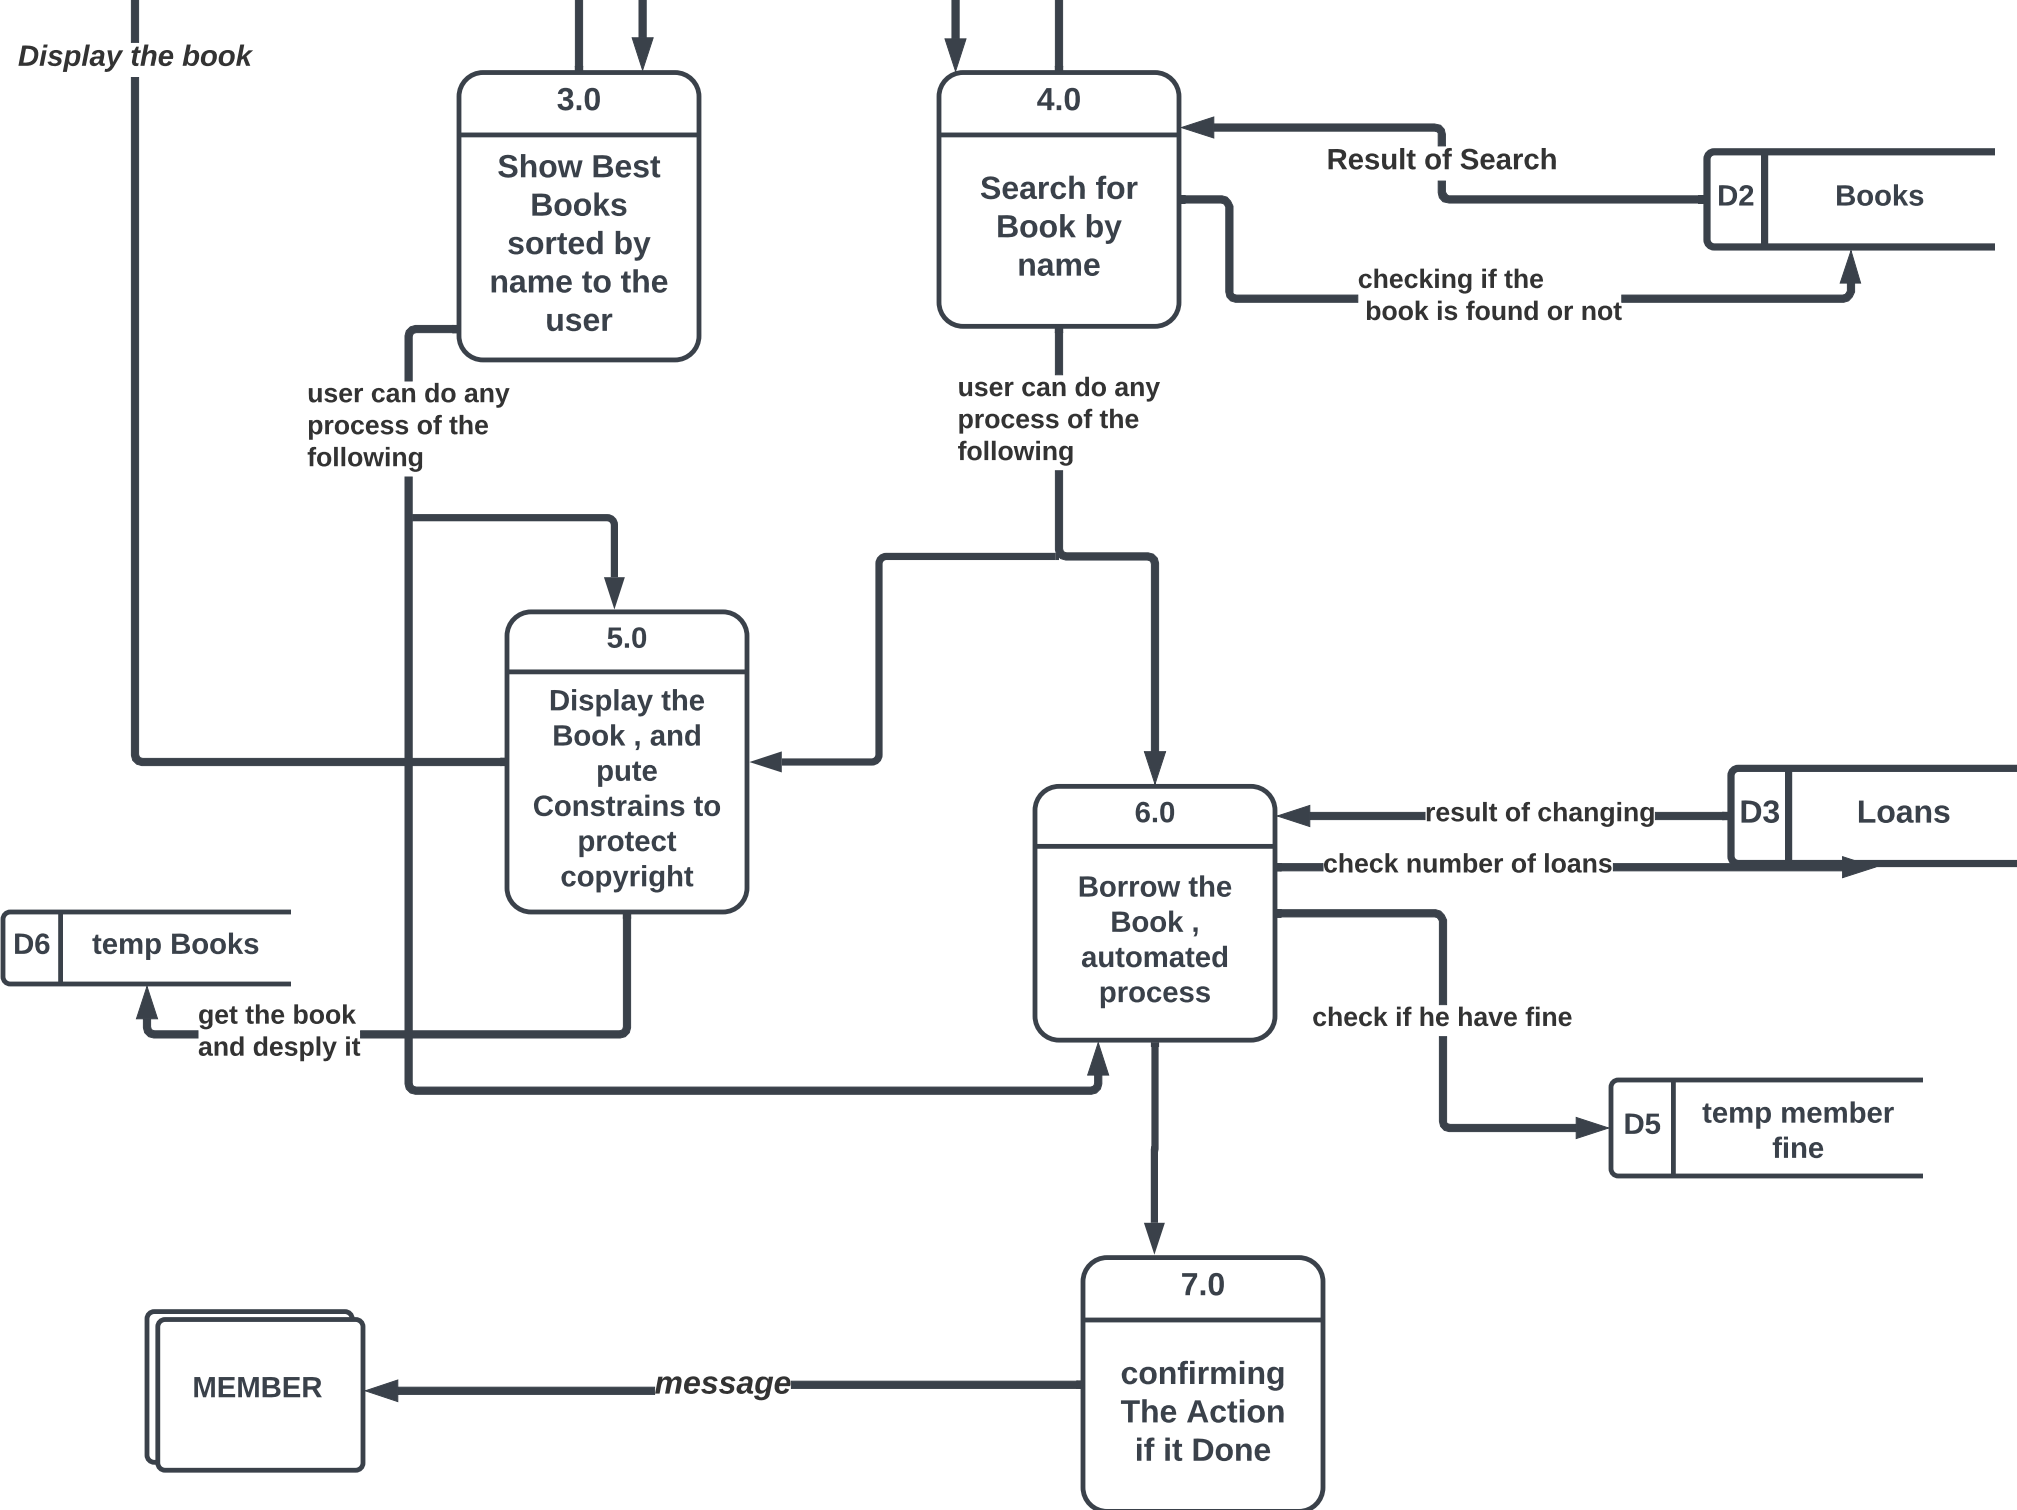 Display the book
3.0
Show Best
Books
sorted by
name to the
user
4.0
Search for
Book by
name
Result of Search
D2
Books
checking if the
book is found or not
user can do any
process of the
following
user can do any
process of the
following
5.0
Display the
Book , and
pute
Constrains to
protect
copyright
6.0
Borrow the
Book ,
automated
process
result of changing
D3
Loans
check number of loans
D6
temp Books
get the book
and desply it
check if he have fine
D5
temp member
fine
7.0
confirming
The Action
if it Done
message
MEMBER